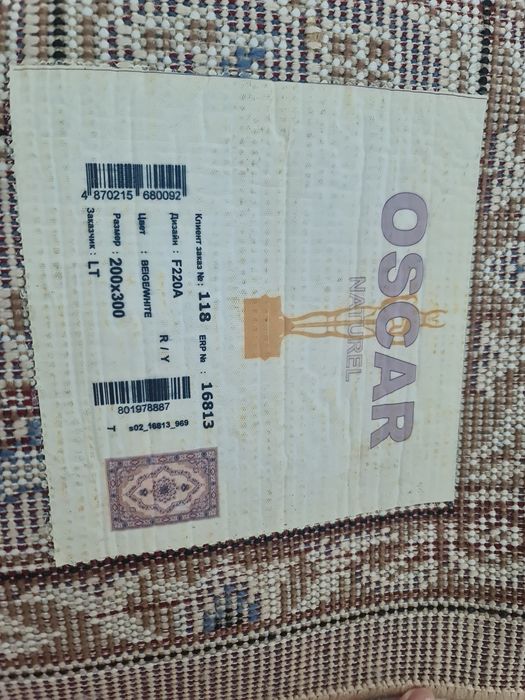 OSCAR
NATUREL
Клиент заказ № : 118 ERP № : 16813
Дизайн : F220A
R / Y
Цвет : BEIGE/WHITE
Размер : 200x300
Заказчик : LT
4 870215 680092
801978887
T s02_16813_969